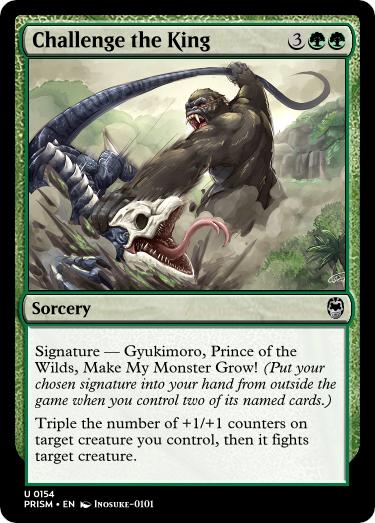 Challenge the King 3
Sorcery
Signature — Gyukimoro, Prince of the
Wilds, Make My Monster Grow! (Put your
chosen signature into your hand from outside the
game when you control two of its named cards.)
Triple the number of +1/+1 counters on
target creature you control, then it fights
target creature.
U 0154
PRISM • EN Inosuke-0101